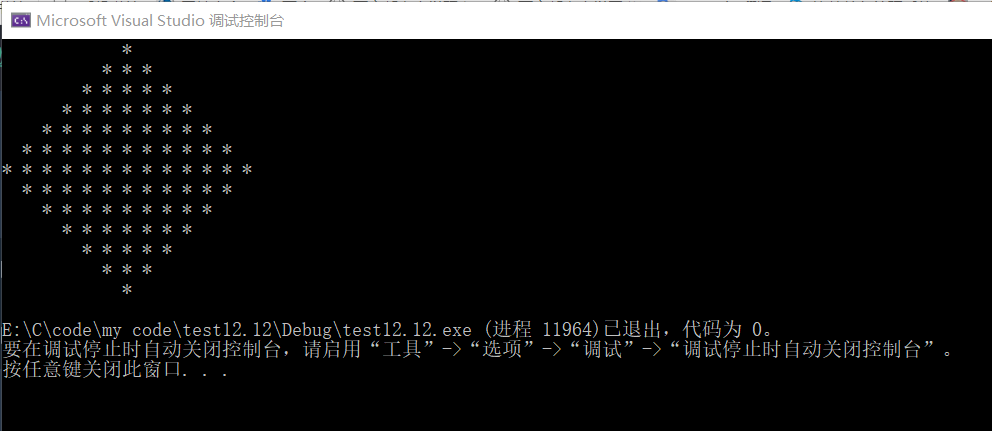 Microsoft Visual Studio 调试控制台
            *
          * * *
        * * * * *
      * * * * * * *
    * * * * * * * * *
  * * * * * * * * * * *
* * * * * * * * * * * * *
  * * * * * * * * * * *
    * * * * * * * * *
      * * * * * * *
        * * * * *
          * * *
            *
E:\C\code\my code\test12.12\Debug\test12.12.exe (进程 11964)已退出，代码为 0。
要在调试停止时自动关闭控制台，请启用“工具”->“选项”->“调试”->“调试停止时自动关闭控制台”。
按任意键关闭此窗口. . .